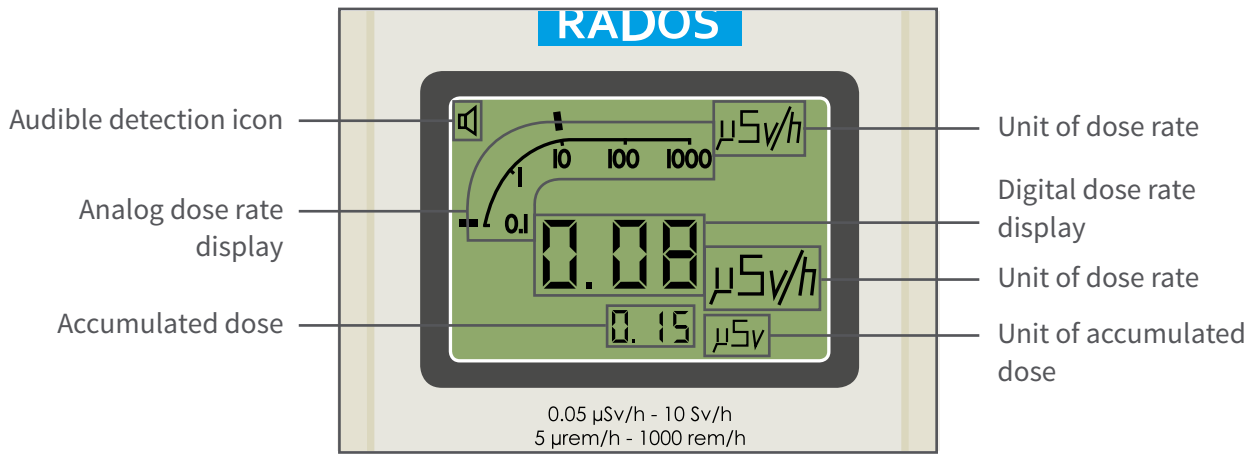 RADOS
Audible detection icon
Analog dose rate
display
Accumulated dose
µSv/h
10 100 1000
1
0.1
0.08
µSv/h
0.15
µSv
Unit of dose rate
Digital dose rate
display
Unit of dose rate
Unit of accumulated
dose
0.05 µSv/h - 10 Sv/h
5 µrem/h - 1000 rem/h